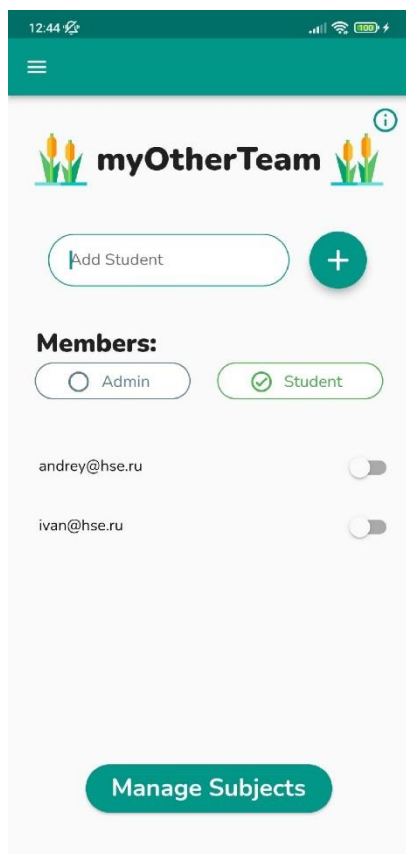 12:44
100
myOtherTeam
Add Student
Members:
Admin
Student
andrey@hse.ru
ivan@hse.ru
Manage Subjects